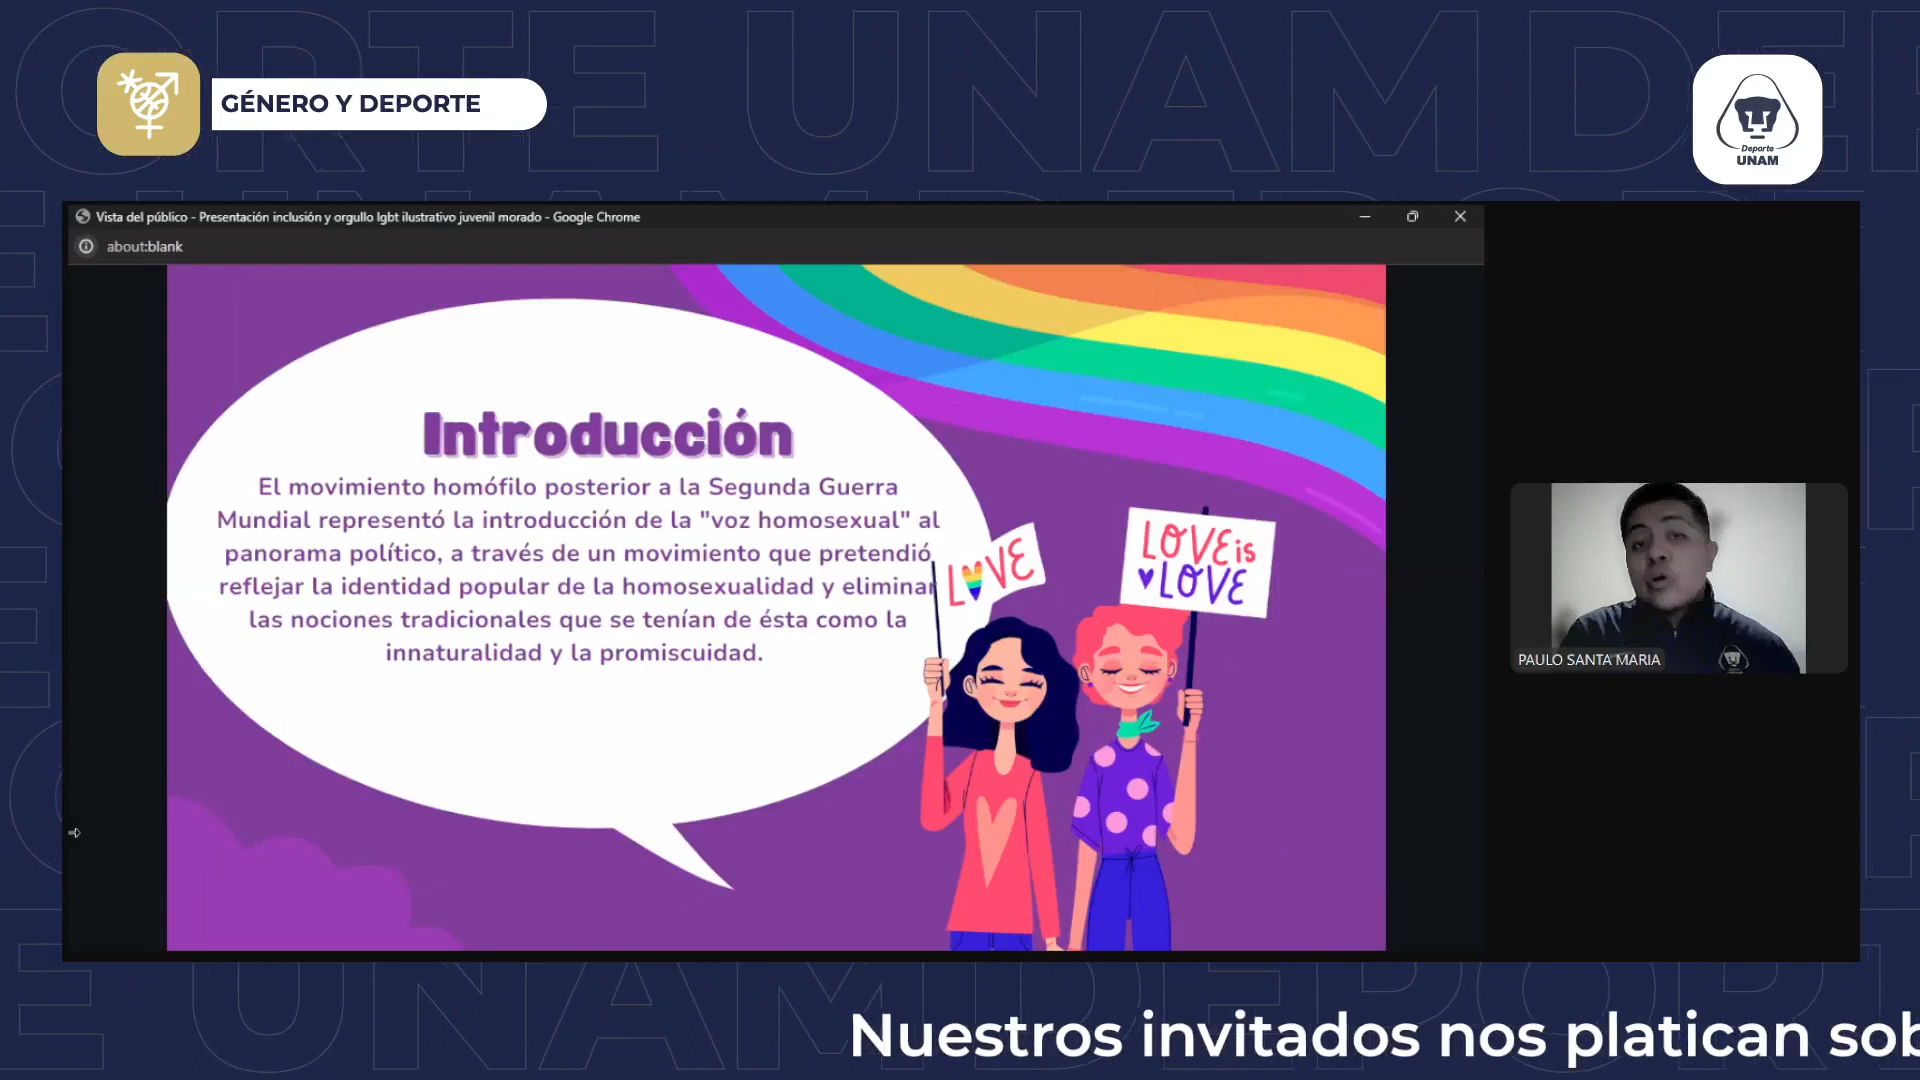 GÉNERO Y DEPORTE
Deporte
UNAM
Vista del público - Presentación inclusión y orgullo lgbt ilustrativo juvenil morado - Google Chrome
about:blank
Introducción
El movimiento homófilo posterior a la Segunda Guerra
Mundial representó la introducción de la "voz homosexual" al
panorama político, a través de un movimiento que pretendió
reflejar la identidad popular de la homosexualidad y eliminar
las nociones tradicionales que se tenían de ésta como la
innaturalidad y la promiscuidad.
LOVE
LOVE is
LOVE
PAULO SANTA MARIA
Nuestros invitados nos platican sob